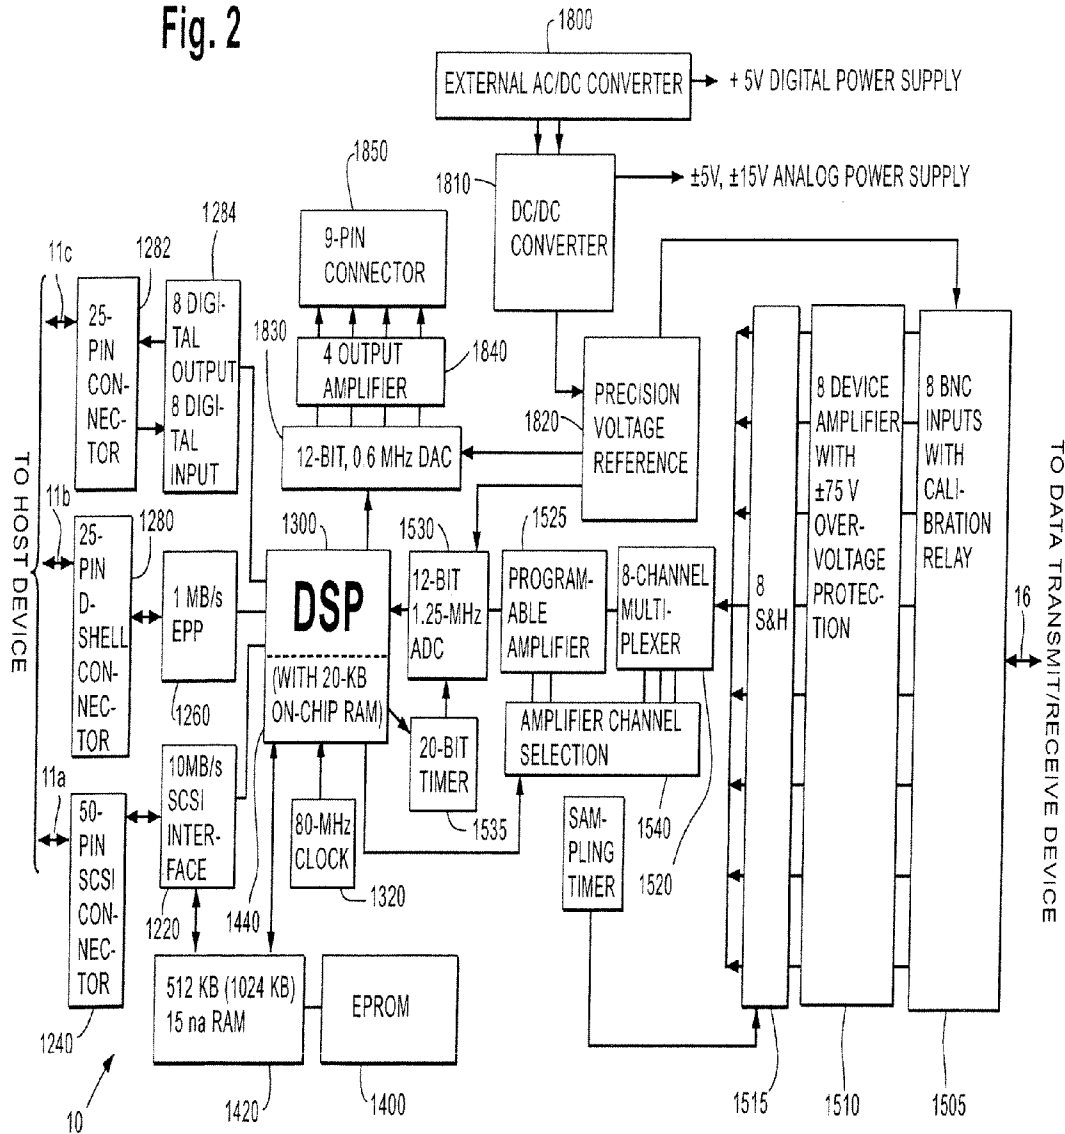 Fig. 2
1800
EXTERNAL AC/DC CONVERTER
+ 5V DIGITAL POWER SUPPLY
1850
1810
DC/DC
CONVERTER
±5V, ±15V ANALOG POWER SUPPLY
9-PIN
CONNECTOR
1284
1282
11c
25-
PIN
CON-
NEC-
TOR
8 DIGI-
TAL
OUTPUT
8 DIGI-
TAL
INPUT
1830
4 OUTPUT
AMPLIFIER
1840
12-BIT, 0.6 MHz DAC
1820
PRECISION
VOLTAGE
REFERENCE
8
S&H
8 DEVICE
AMPLIFIER
WITH
±75 V
OVER-
VOLTAGE
PROTEC-
TION
8 BNC
INPUTS
WITH
CALI-
BRATION
RELAY
TO HOST DEVICE
11b
25-
PIN
D-
SHELL
CON-
NEC-
TOR
1280
1 MB/s
EPP
1260
1300
DSP
(WITH 20-KB
ON-CHIP RAM)
1530
12-BIT
1.25-MHz
ADC
1525
PROGRAM-
ABLE
AMPLIFIER
8-CHANNEL
MULTI-
PLEXER
16
TO DATA TRANSMIT/RECEIVE DEVICE
AMPLIFIER CHANNEL
SELECTION
20-BIT
TIMER
1535
1540
1520
11a
50-
PIN
SCSI
CON-
NEC-
TOR
1240
10MB/s
SCSI
INTER-
FACE
1220
1440
80-MHz
CLOCK
1320
SAM-
PLING
TIMER
512 KB (1024 KB)
15 na RAM
EPROM
10
1420
1400
1515
1510
1505